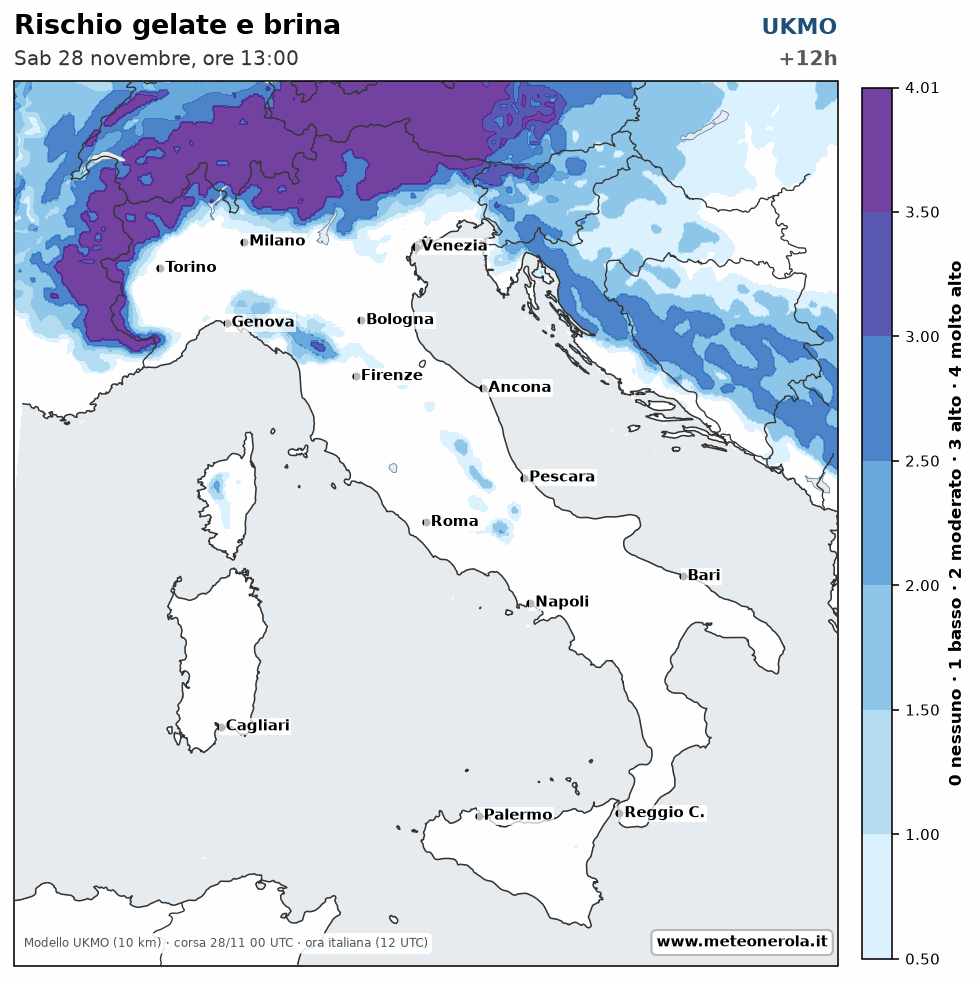 Rischio gelate e brina
UKMO
Sab 28 novembre, ore 13:00
+12h
4.01
3.50
3.00
2.50
2.00
1.50
1.00
0.50
0 nessuno · 1 basso · 2 moderato · 3 alto · 4 molto alto
Milano
Venezia
Torino
Genova
Bologna
Firenze
Ancona
Pescara
Roma
Bari
Napoli
Cagliari
Palermo
Reggio C.
Modello UKMO (10 km) · corsa 28/11 00 UTC · ora italiana (12 UTC)
www.meteonerola.it